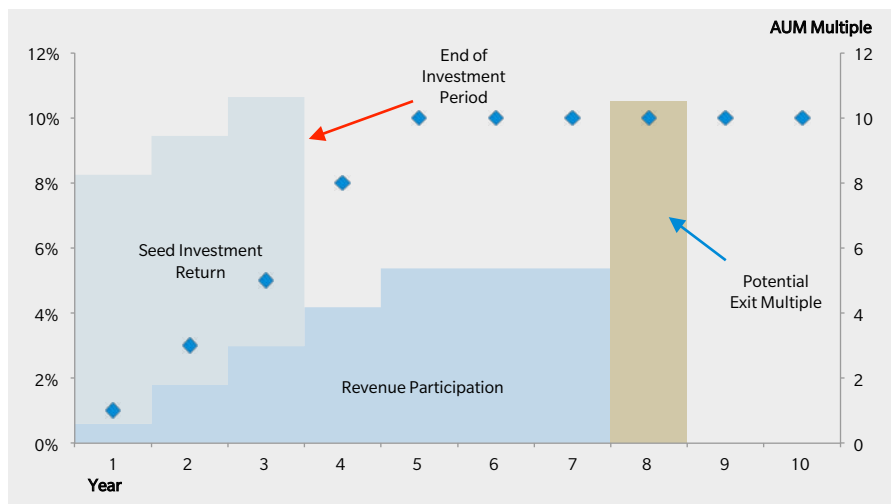 AUM Multiple
12%
10%
8%
6%
4%
2%
0%
End of
Investment
Period
Seed Investment
Return
Revenue Participation
Potential
Exit Multiple
12
10
8
6
4
2
0
1 2 3 4 5 6 7 8 9 10
Year